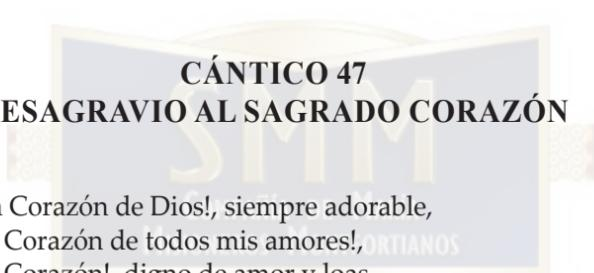 CÁNTICO 47
ESAGRAVIO AL SAGRADO CORAZÓN
SMM
Corazón de Dios!, siempre adorable,
Corazón de todos mis amores!,
Corazón!, digno de amor y loas